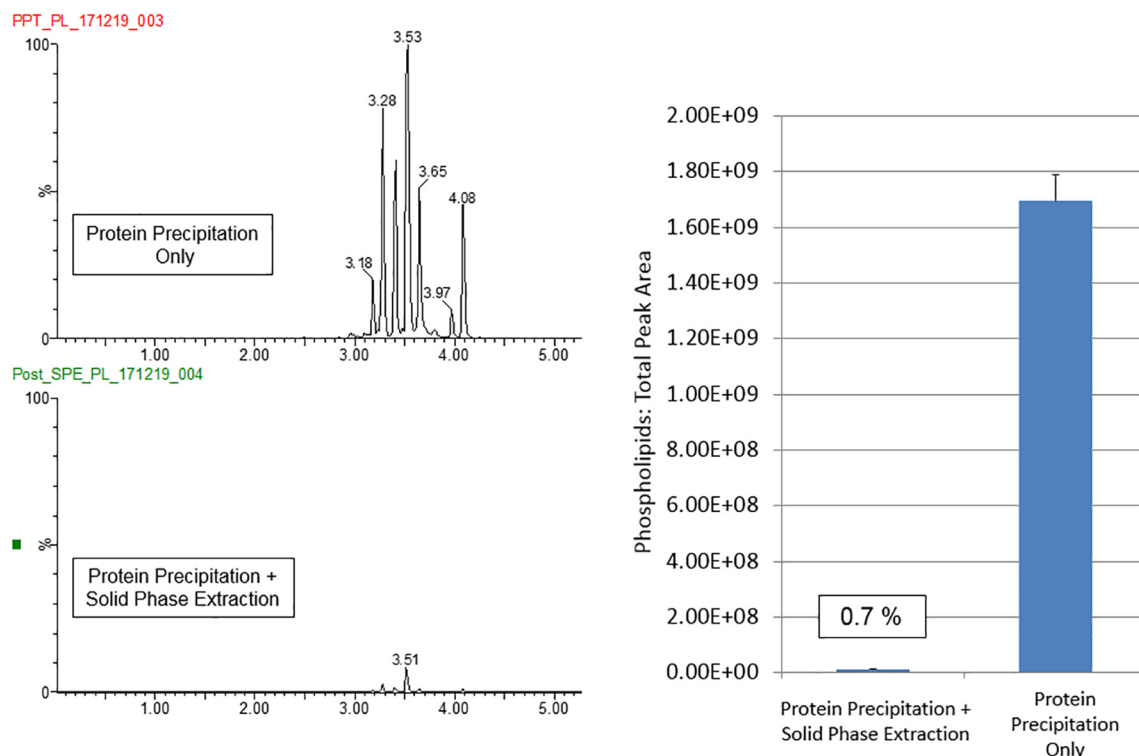 PPT_PL_171219_003
100
%
0
3.18
3.28
3.53
3.65
3.97
4.08
Protein Precipitation
Only
1.00
2.00
3.00
4.00
5.00
Post_SPE_PL_171219_004
100
%
0
3.51
Protein Precipitation +
Solid Phase Extraction
1.00
2.00
3.00
4.00
5.00
Phospholipids: Total Peak Area
2.00E+09
1.80E+09
1.60E+09
1.40E+09
1.20E+09
1.00E+09
8.00E+08
6.00E+08
4.00E+08
2.00E+08
0.00E+00
0.7 %
Protein Precipitation +
Solid Phase Extraction
Protein
Precipitation
Only